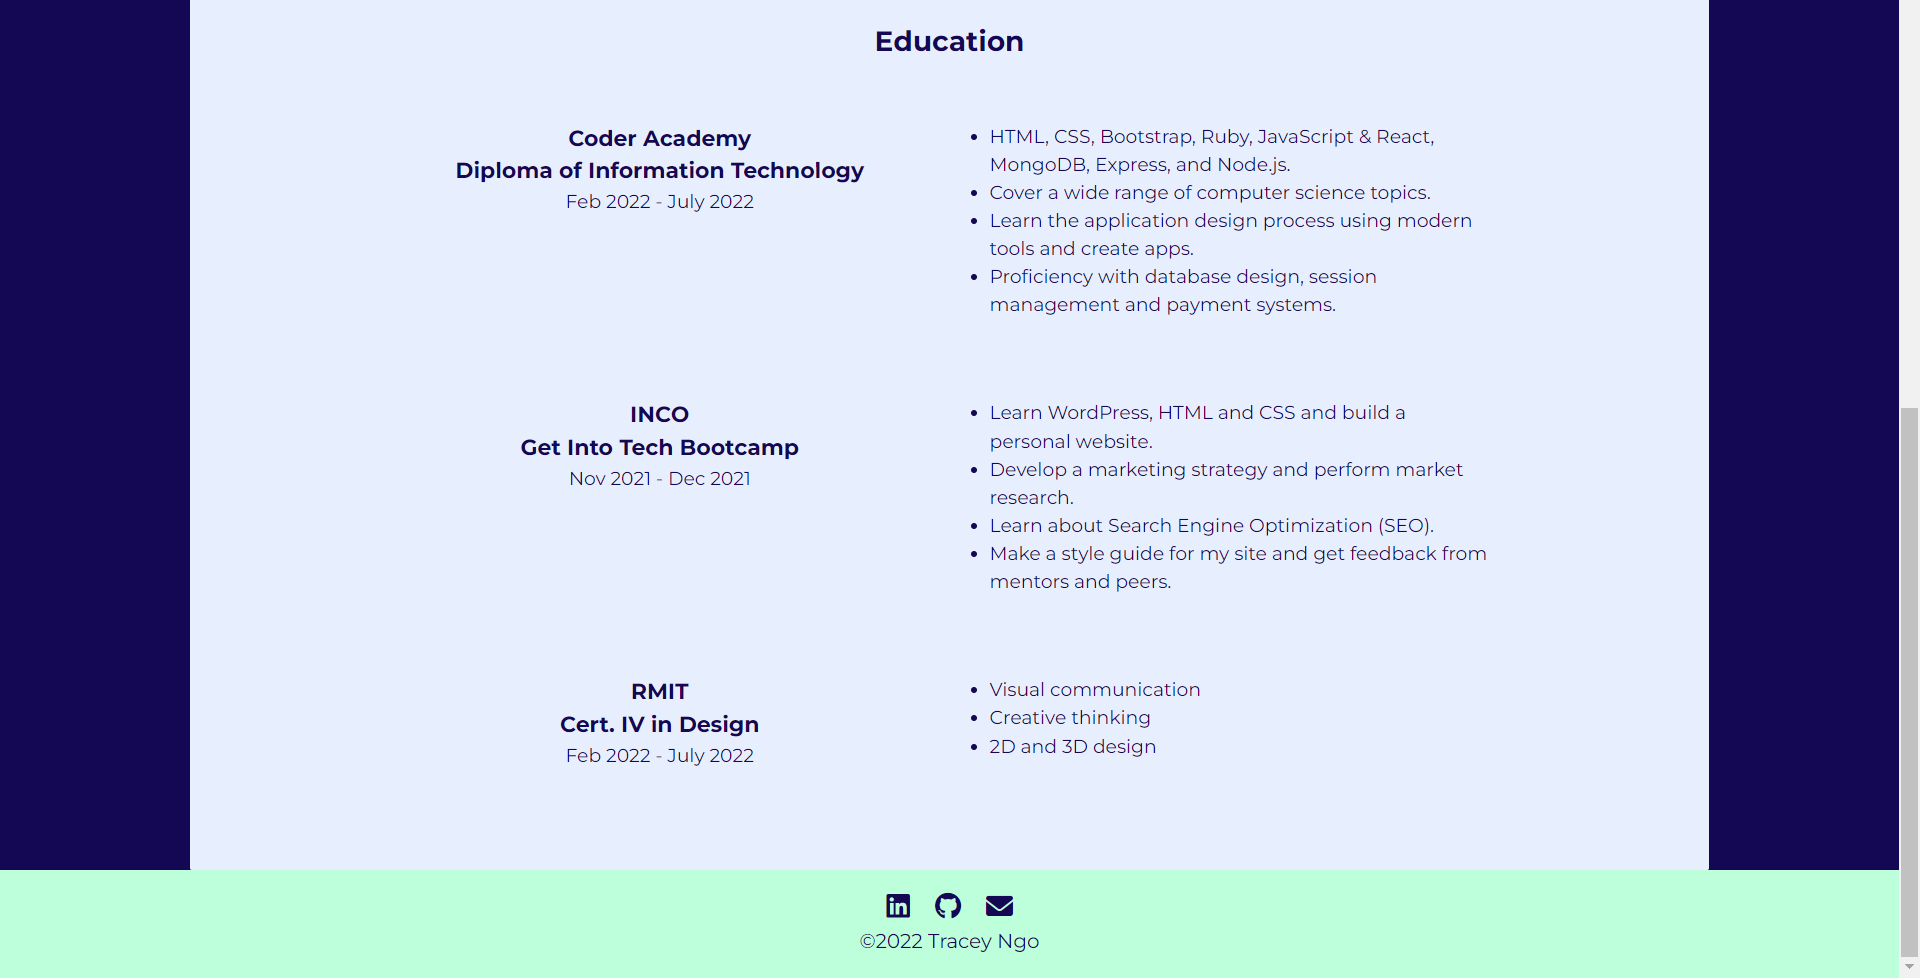 Education
Coder Academy
Diploma of Information Technology
Feb 2022 - July 2022
HTML, CSS, Bootstrap, Ruby, JavaScript & React,
MongoDB, Express, and Node.js.
Cover a wide range of computer science topics.
Learn the application design process using modern
tools and create apps.
Proficiency with database design, session
management and payment systems.
INCO
Get Into Tech Bootcamp
Nov 2021 - Dec 2021
Learn WordPress, HTML and CSS and build a
personal website.
Develop a marketing strategy and perform market
research.
Learn about Search Engine Optimization (SEO).
Make a style guide for my site and get feedback from
mentors and peers.
RMIT
Cert. IV in Design
Feb 2022 - July 2022
Visual communication
Creative thinking
2D and 3D design
in
©2022 Tracey Ngo